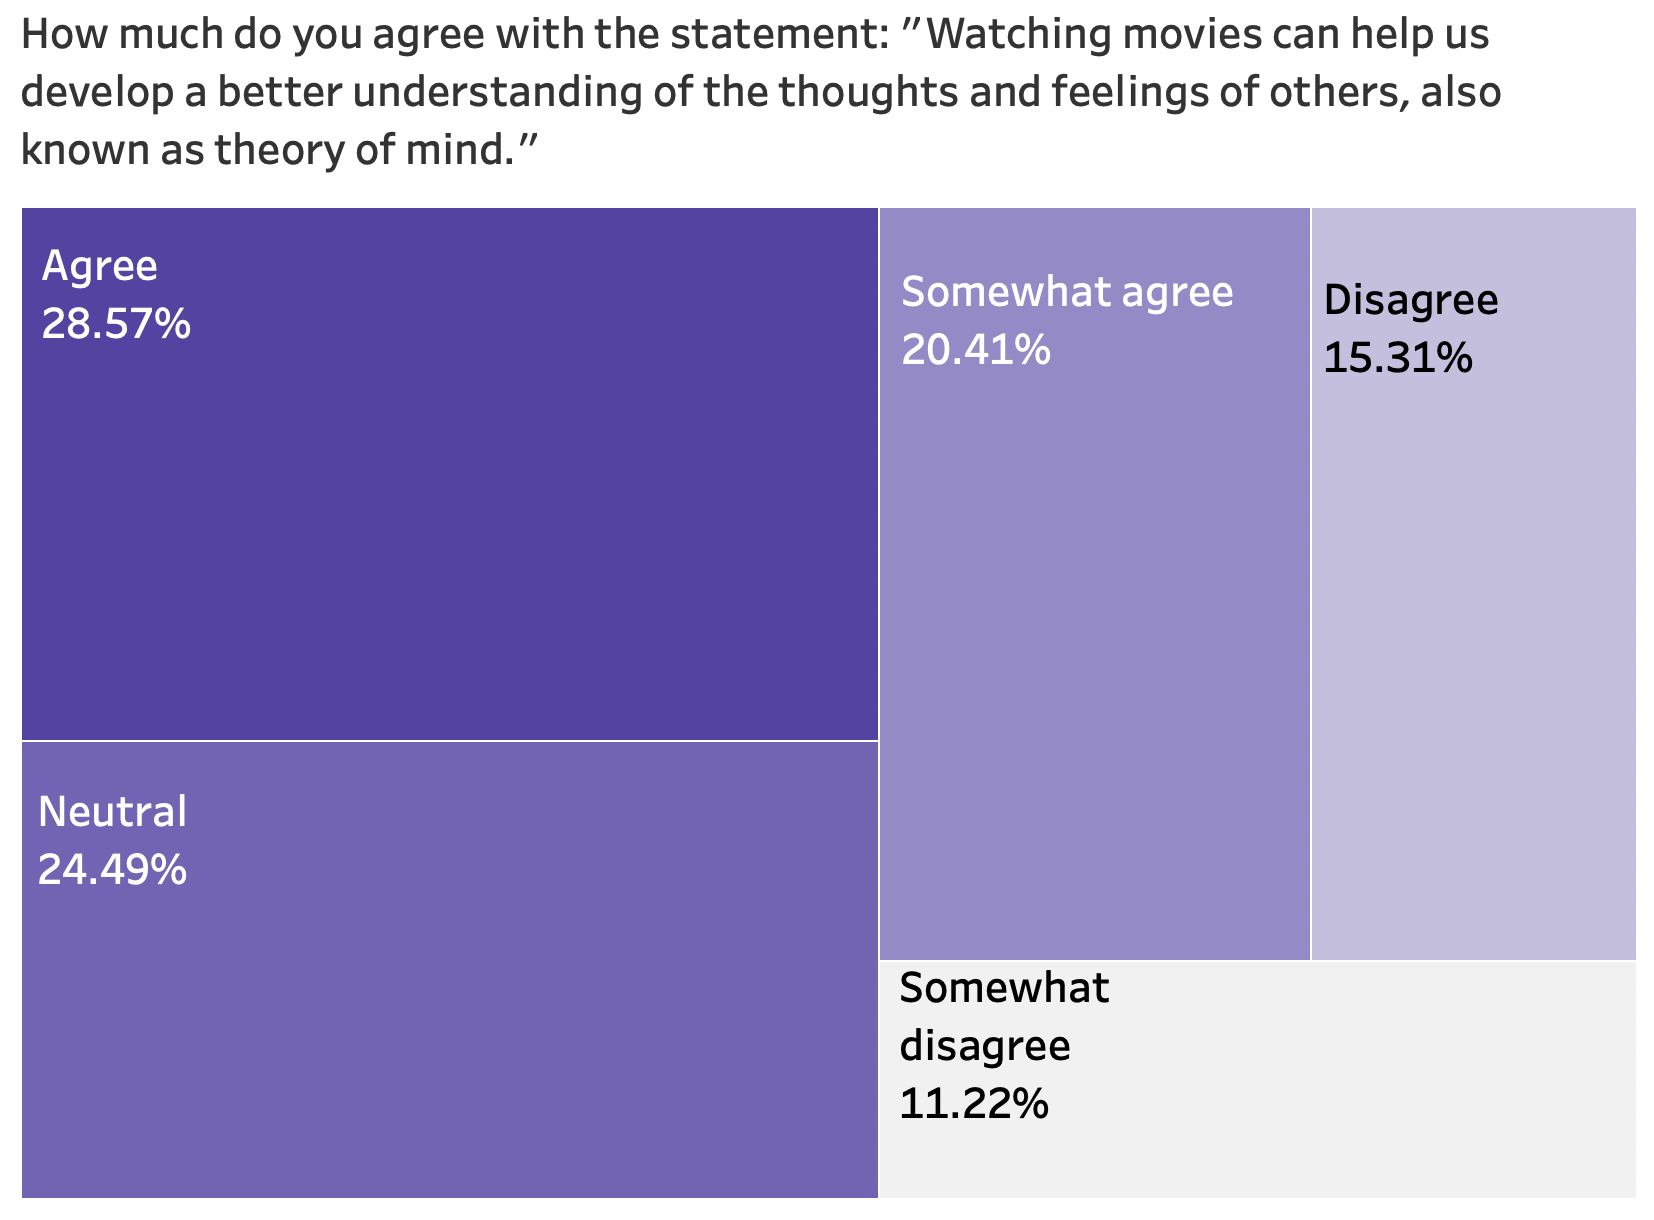 How much do you agree with the statement: "Watching movies can help us
develop a better understanding of the thoughts and feelings of others, also
known as theory of mind."
Agree
28.57%
Somewhat agree
20.41%
Disagree
15.31%
Neutral
24.49%
Somewhat
disagree
11.22%